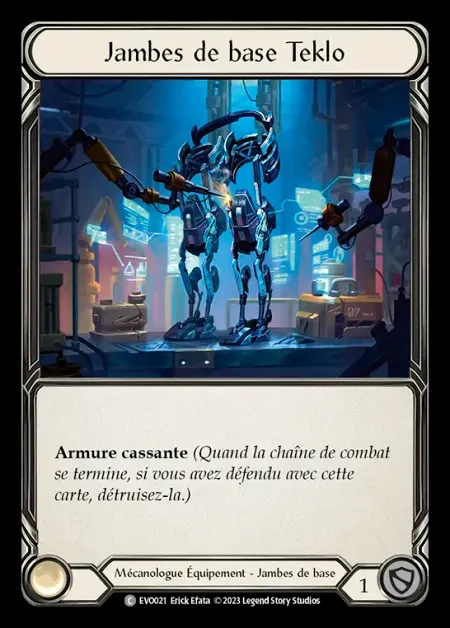 Jambes de base Teklo
Armure cassante (Quand la chaîne de combat
se termine, si vous avez défendu avec cette
carte, détruisez-la.)
Mécanologue Équipement - Jambes de base
1
C EVO021 Erick Efata ©2023 Legend Story Studios